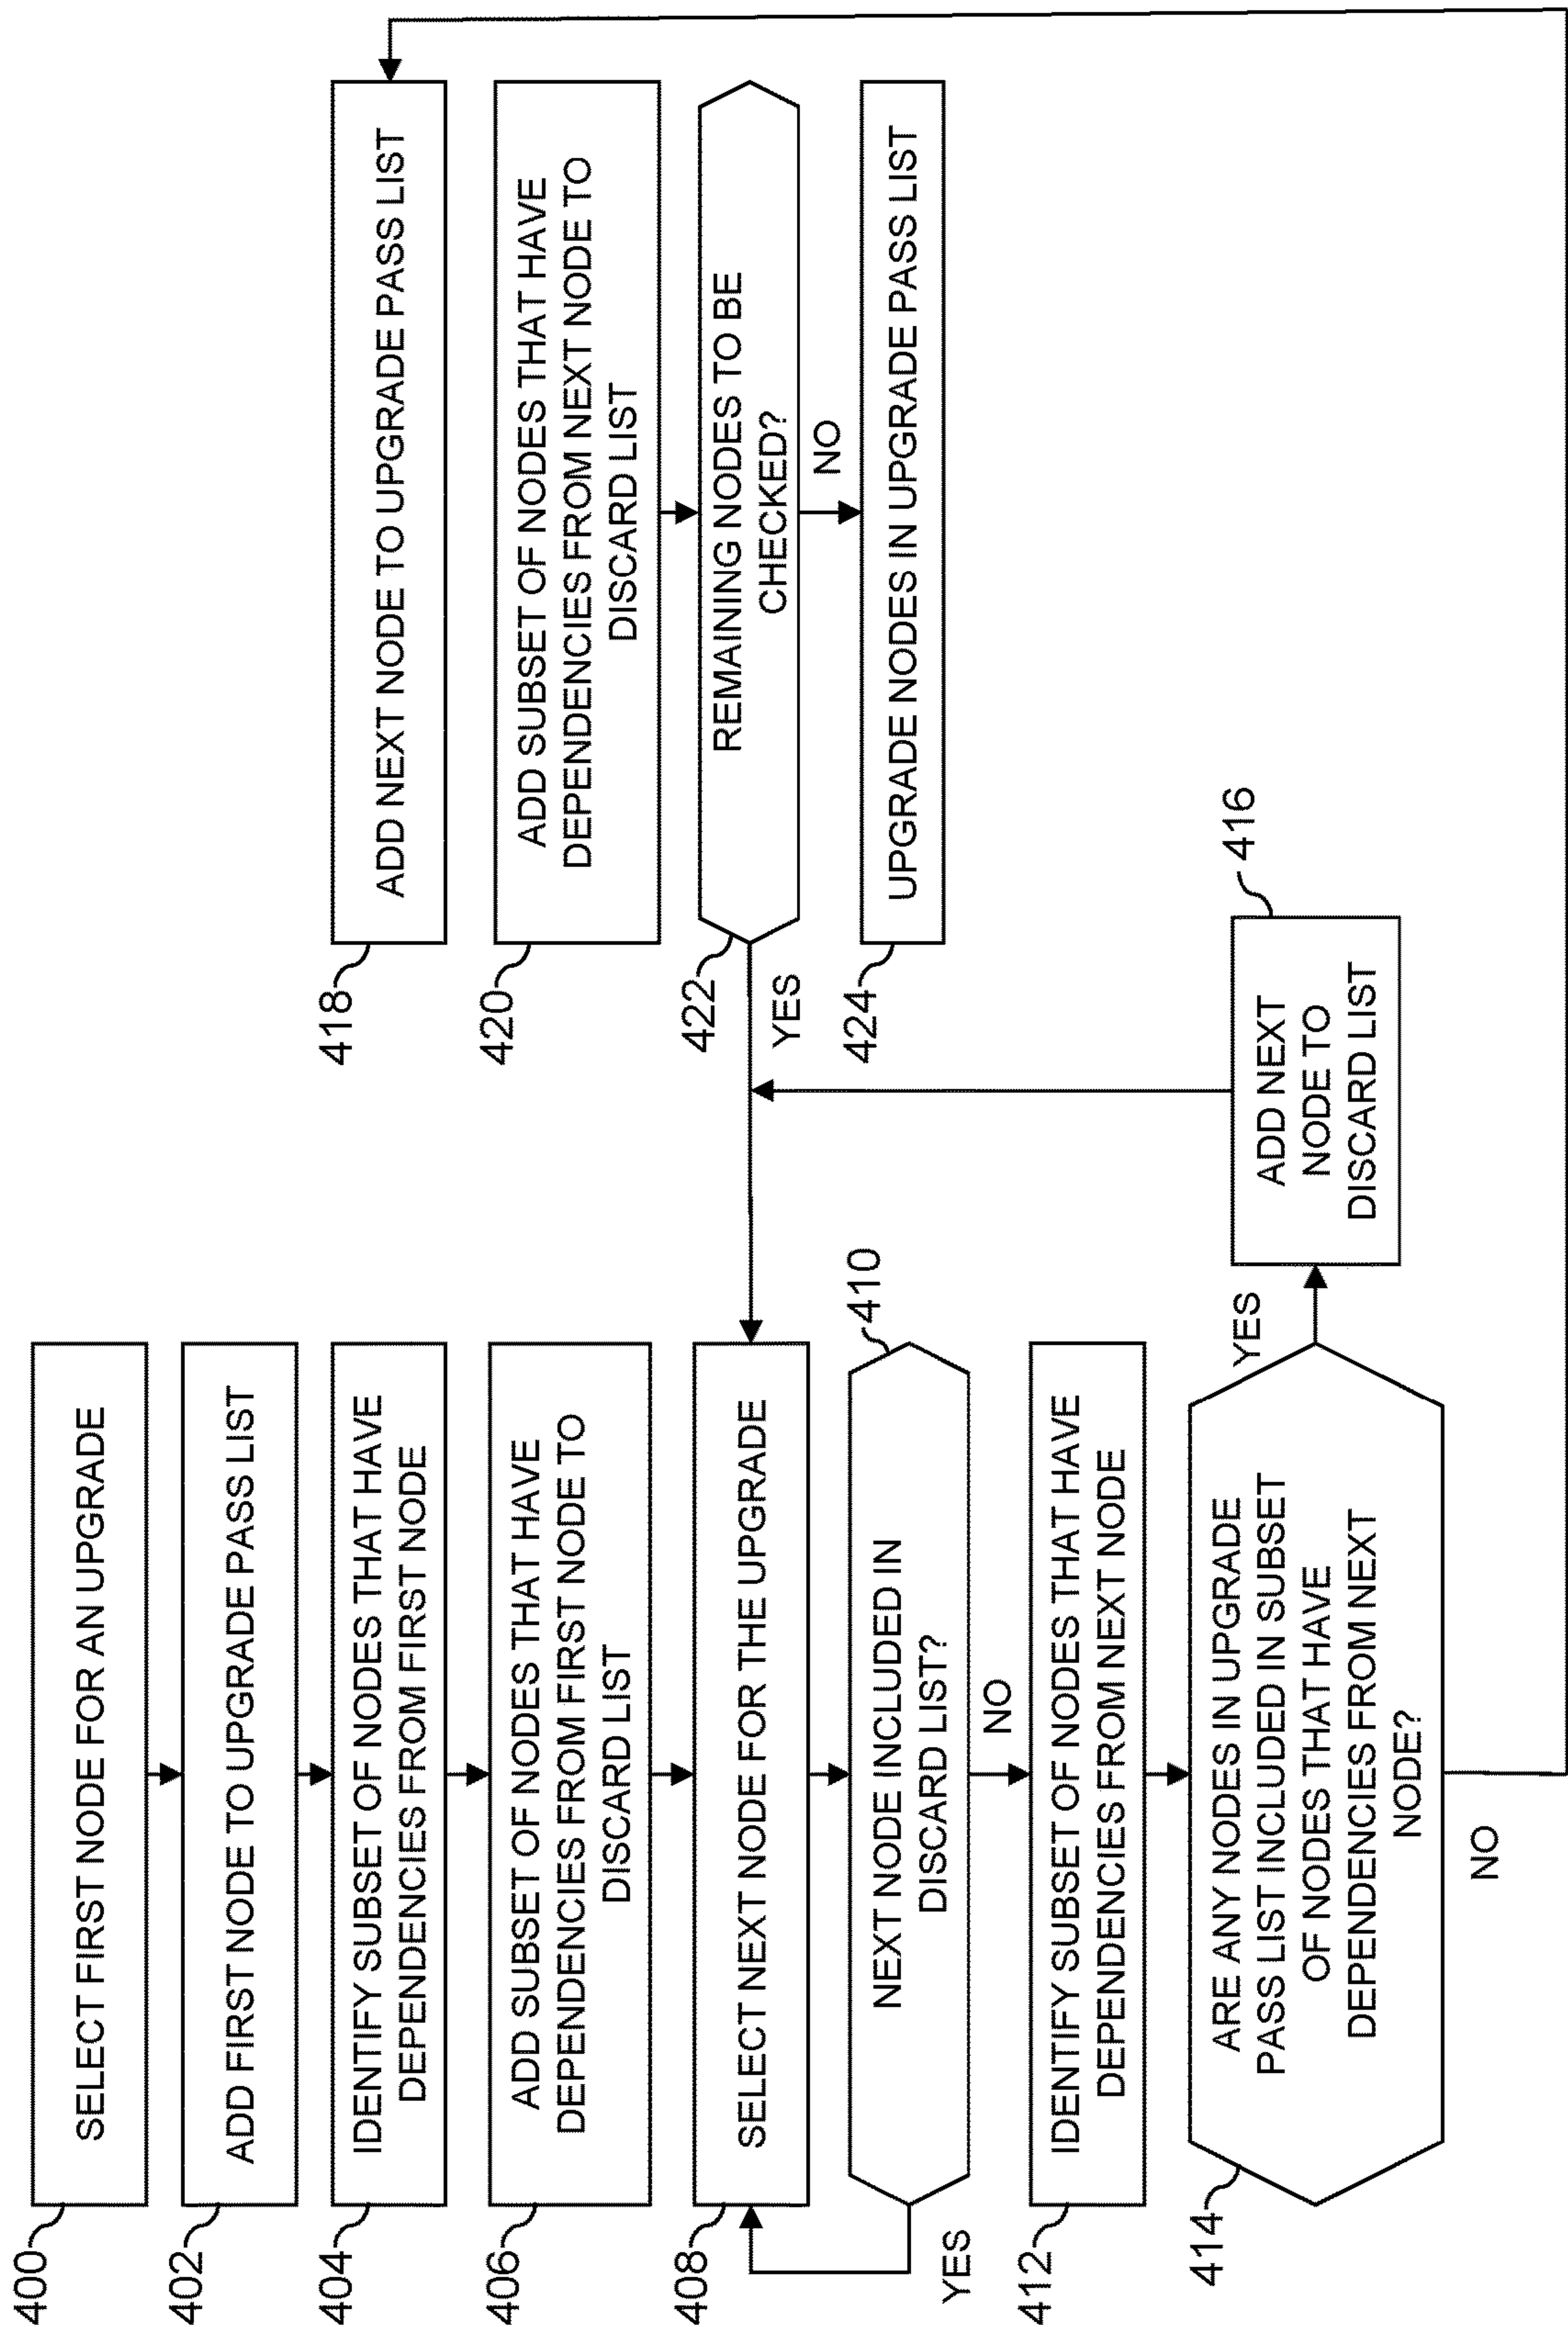 400
SELECT FIRST NODE FOR AN UPGRADE
402
ADD FIRST NODE TO UPGRADE PASS LIST
404
IDENTIFY SUBSET OF NODES THAT HAVE
DEPENDENCIES FROM FIRST NODE
406
ADD SUBSET OF NODES THAT HAVE
DEPENDENCIES FROM FIRST NODE TO
DISCARD LIST
408
SELECT NEXT NODE FOR THE UPGRADE
410
NEXT NODE INCLUDED IN
DISCARD LIST?
YES
NO
412
IDENTIFY SUBSET OF NODES THAT HAVE
DEPENDENCIES FROM NEXT NODE
414
ARE ANY NODES IN UPGRADE
PASS LIST INCLUDED IN SUBSET
OF NODES THAT HAVE
DEPENDENCIES FROM NEXT
NODE?
YES
NO
416
ADD NEXT
NODE TO
DISCARD LIST
418
ADD NEXT NODE TO UPGRADE PASS LIST
420
ADD SUBSET OF NODES THAT HAVE
DEPENDENCIES FROM NEXT NODE TO
DISCARD LIST
422
REMAINING NODES TO BE
CHECKED?
YES
NO
424
UPGRADE NODES IN UPGRADE PASS LIST